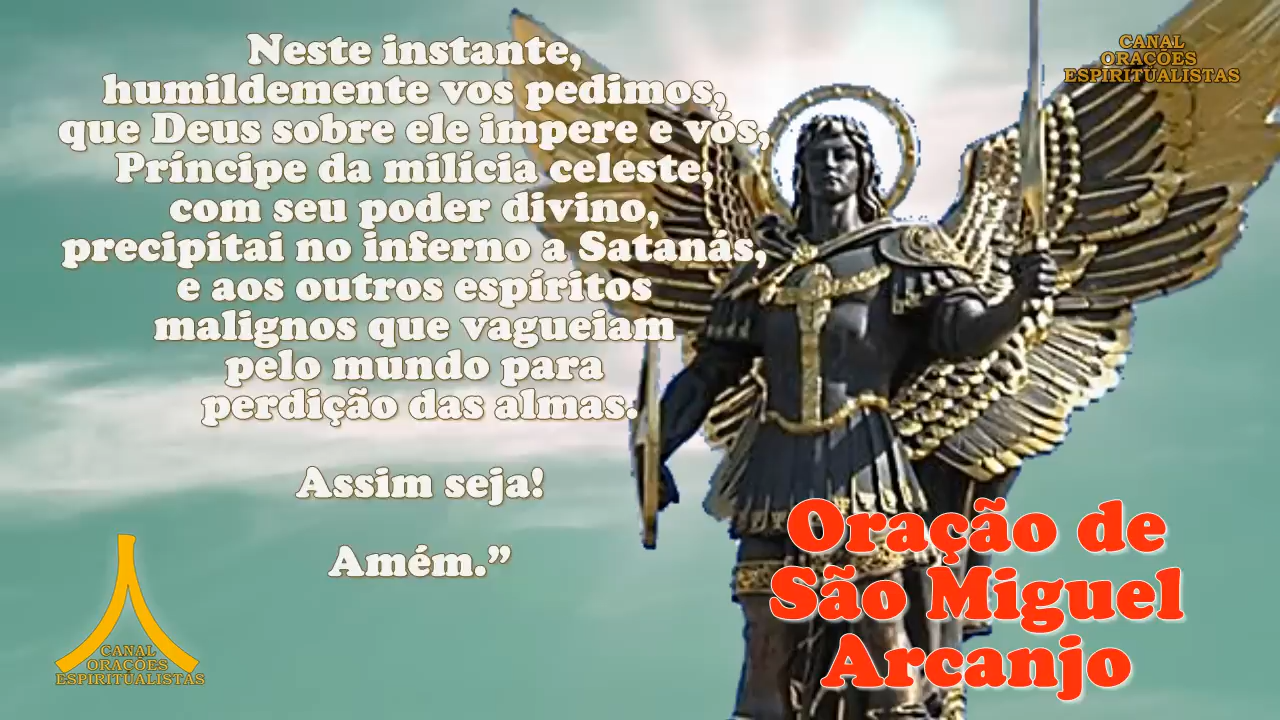 Neste instante,
humildemente vos pedimos,
que Deus sobre ele impere e vós,
Príncipe da milícia celeste,
com seu poder divino,
precipitai no inferno a Satanás,
e aos outros espíritos
malignos que vagueiam
pelo mundo para
perdição das almas.
Assim seja!
Amém.”
CANAL
ORAÇÕES
ESPIRITUALISTAS
Oração de
São Miguel
Arcanjo
CANAL
ORAÇÕES
ESPIRITUALISTAS